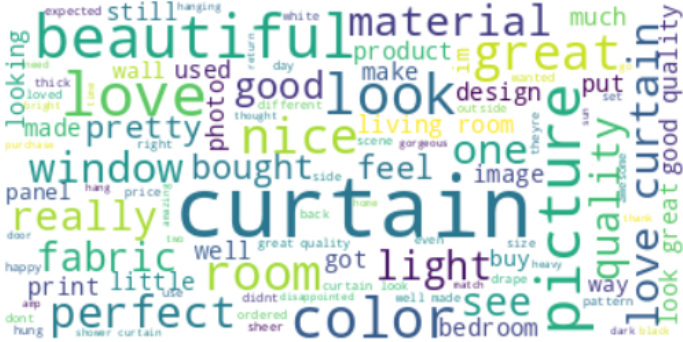 expected
still
hanging
white
material
much
looking
beautiful
product
im
great
need
thick
loved
wall
used
return
day
make
wanted
love
photo
good
look
design
put
set
time
bright
different
outside
made
pretty
thought
nice
living room
purchase
right
scene
gorgeous
one
theyre
sun
picture
quality
awesome
love curtain
good quality
window
bought
side
feel
image
panel
hang
price
amazing
curtain
thank
look great
really
back
home
door
two
great quality
even
size
fabric
well
got
light
buy
heavy
happy
room
curtain look
match
drape
way
print
little
use
amp
didnt
disappointed
well made
see
pattern
dont
perfect
ordered
color
hung
shower curtain
sheer
bedroom
dark
black